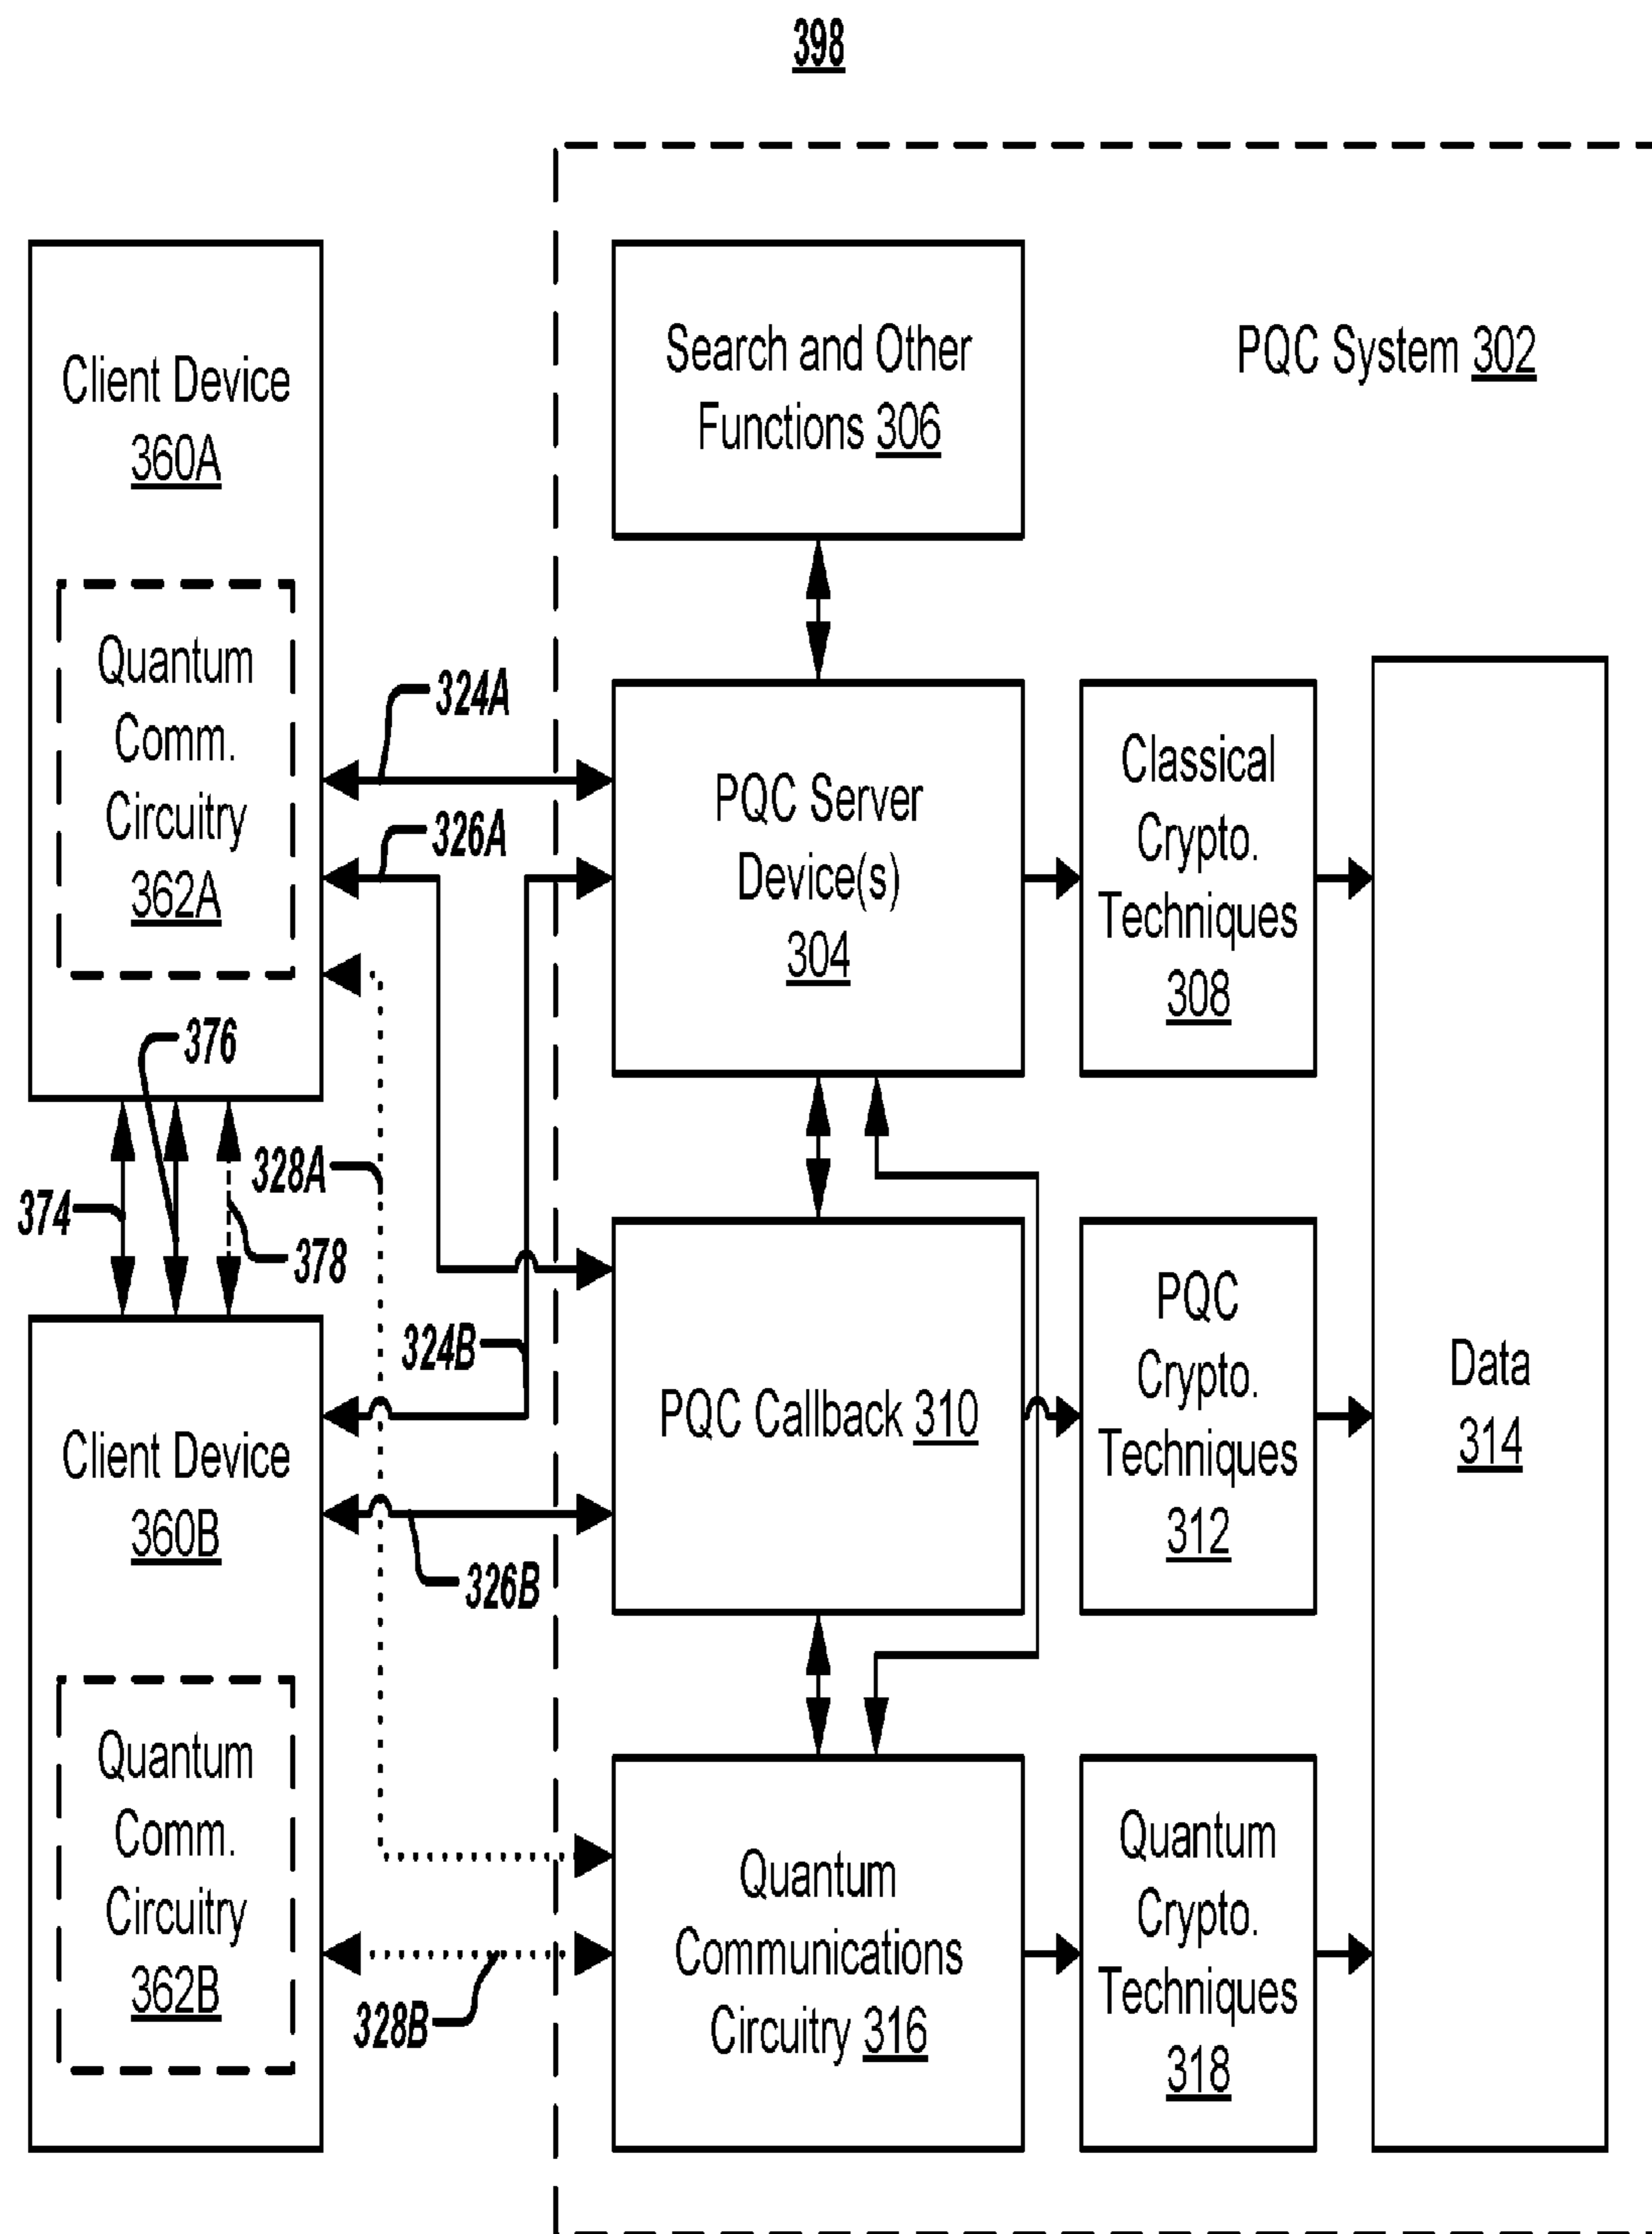 398
Client Device
360A
Quantum
Comm.
Circuitry
362A
Search and Other
Functions 306
PQC System 302
324A
326A
PQC Server
Device(s)
304
Classical
Crypto.
Techniques
308
376
328A
374
378
324B
PQC Callback 310
PQC
Crypto.
Techniques
312
Data
314
Client Device
360B
326B
Quantum
Comm.
Circuitry
362B
328B
Quantum
Communications
Circuitry 316
Quantum
Crypto.
Techniques
318